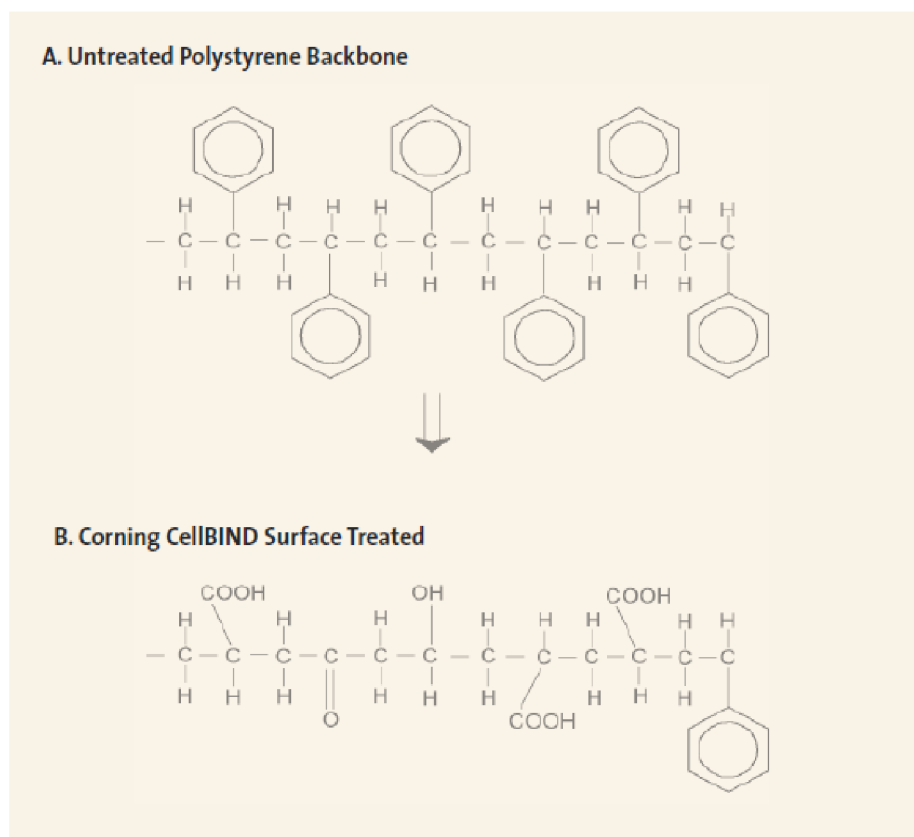 A. Untreated Polystyrene Backbone
H H H H H H H H H
— C — C — C — C — C — C — C — C — C — C — C — C
H H H H H H H H H
B. Corning CellBIND Surface Treated
COOH OH COOH
H H H H H H H H
— C — C — C — C — C — C — C — C — C — C — C — C
H H H H H H H H H
O COOH